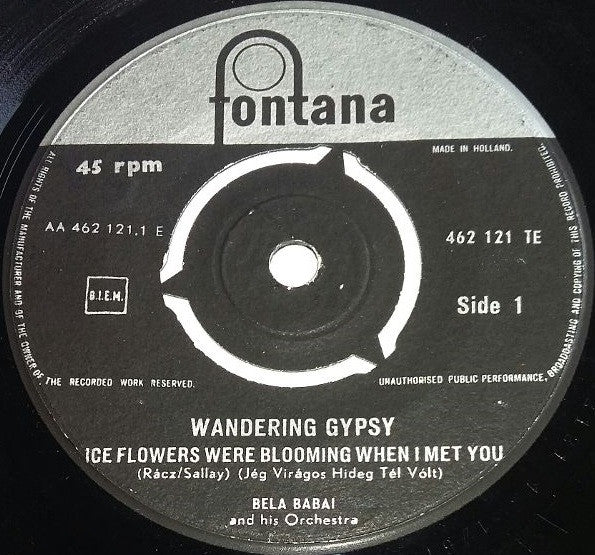 fontana
45 rpm
MADE IN HOLLAND.
AA 462 121.1 E
462 121 TE
B.I.E.M.
Side 1
ALL RIGHTS OF THE MANUFACTURER AND OF THE OWNER OF THE RECORDED WORK RESERVED.
UNAUTHORISED PUBLIC PERFORMANCE, BROADCASTING AND COPYING OF THIS RECORD PROHIBITED.
WANDERING GYPSY
ICE FLOWERS WERE BLOOMING WHEN I MET YOU
(Rácz/Sallay) (Jég Virágos Hideg Tél Vólt)
BELA BABAI
and his Orchestra